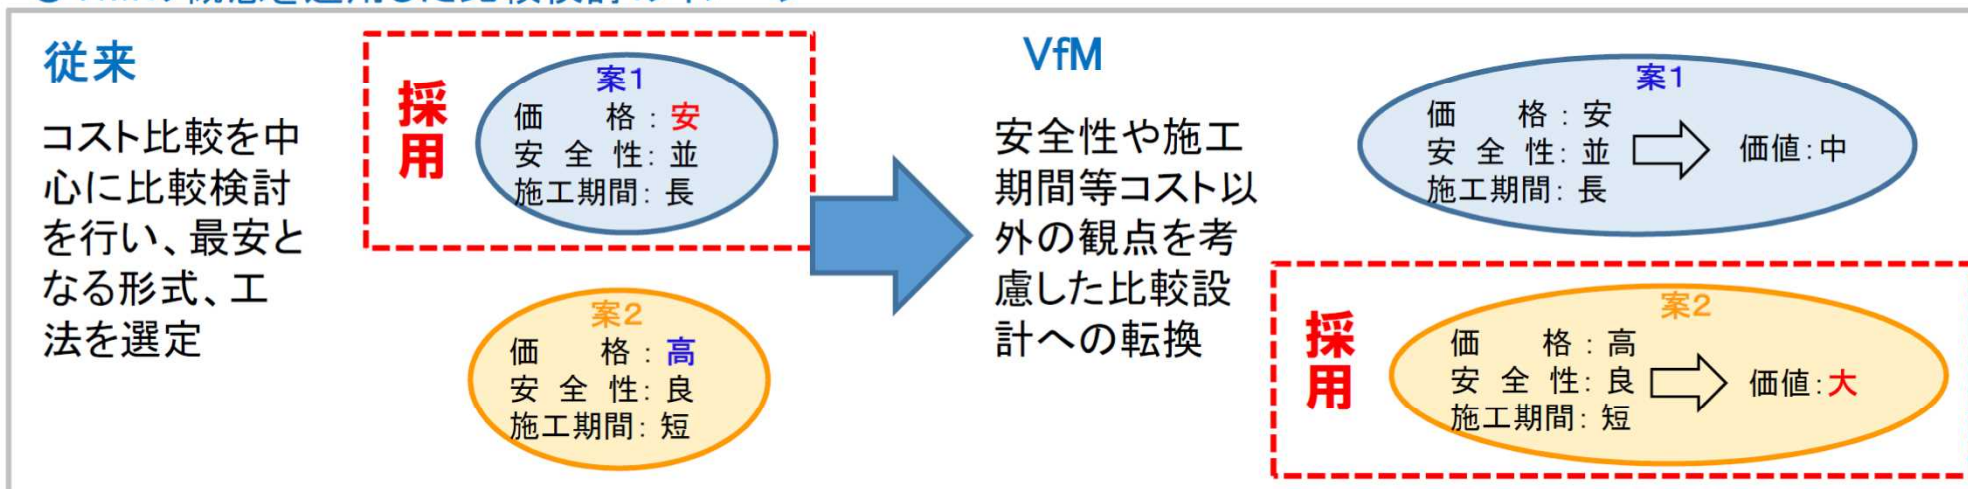 従来
コスト比較を中
心に比較検討
を行い、最安と
なる形式、工
法を選定
採用
案1
価格:安
安全性:並
施工期間:長
案2
価格:高
安全性:良
施工期間:短
VfM
安全性や施工
期間等コスト以
外の観点を考
慮した比較設
計への転換
案1
価格:安
安全性:並
施工期間:長
価値:中
採用
案2
価格:高
安全性:良
施工期間:短
価値:大